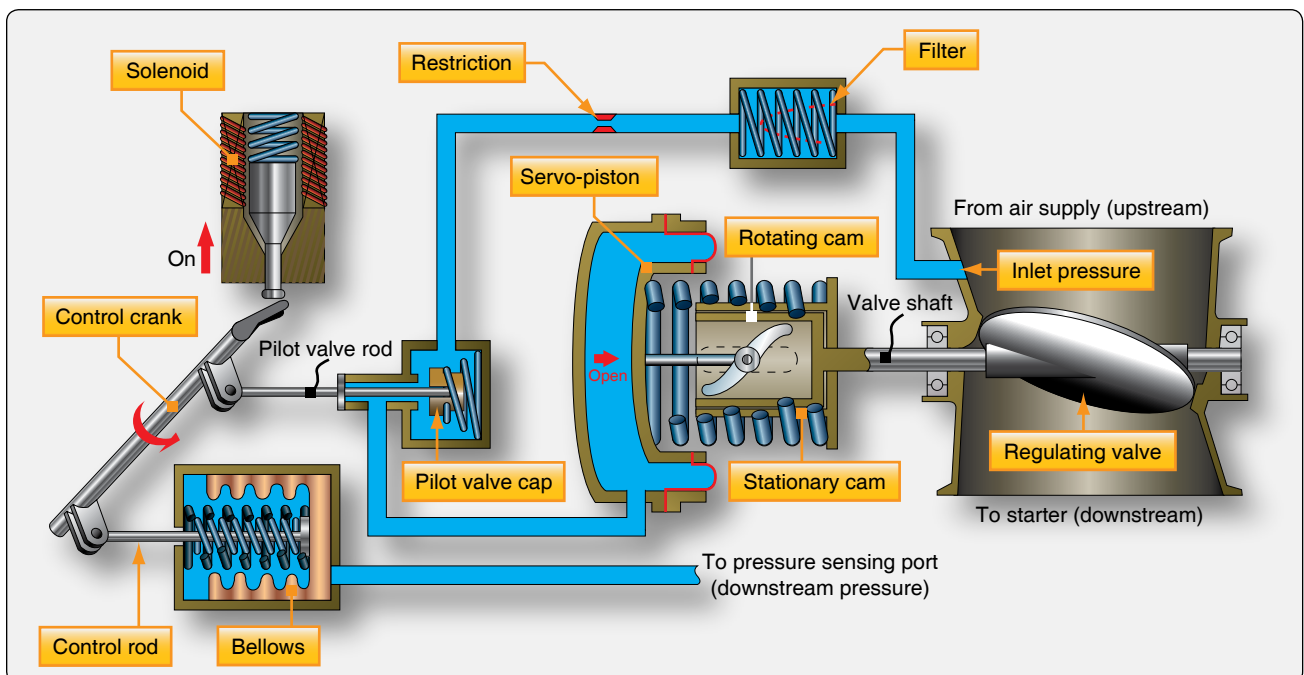 Solenoid
Restriction
Filter
Servo-piston
From air supply (upstream)
Rotating cam
On
Inlet pressure
Control crank
Valve shaft
Pilot valve rod
Open
Regulating valve
Pilot valve cap
Stationary cam
To starter (downstream)
To pressure sensing port
(downstream pressure)
Control rod
Bellows